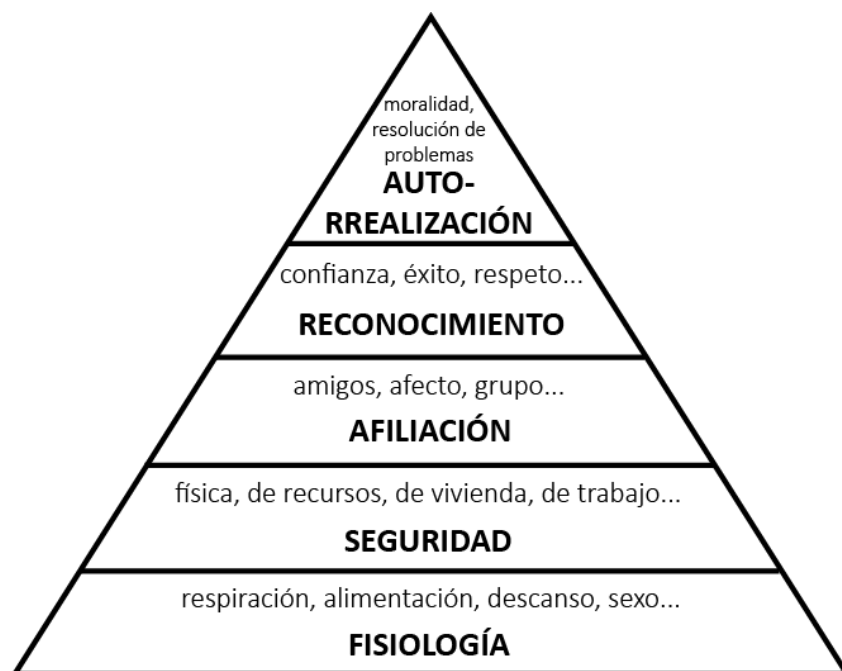 moralidad,
resolución de
problemas
AUTO-
RREALIZACIÓN
confianza, éxito, respeto...
RECONOCIMIENTO
amigos, afecto, grupo...
AFILIACIÓN
física, de recursos, de vivienda, de trabajo...
SEGURIDAD
respiración, alimentación, descanso, sexo...
FISIOLOGÍA